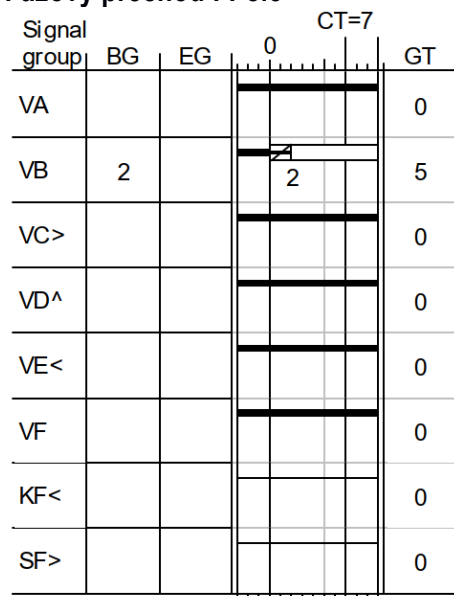 CT=7
Signal group BG EG 0 GT
VA 0
VB 2 2 5
VC> 0
VD^ 0
VE< 0
VF 0
KF< 0
SF> 0